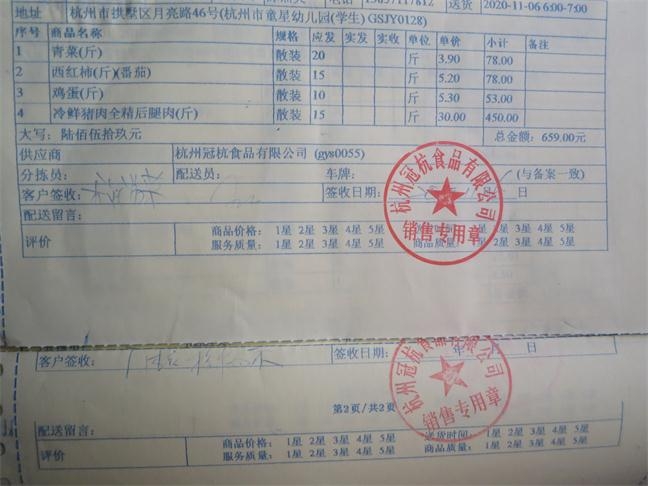 地址 杭州市拱墅区月亮路46号(杭州市童星幼儿园(学生) GSJY0128) 送货 2020-11-06 6:00-7:00
序号 商品名称 规格 应发 实发 实收 单位 单价 小计 备注
1 青菜(斤) 散装 20 斤 3.90 78.00
2 西红柿(斤)(番茄) 散装 15 斤 5.20 78.00
3 鸡蛋(斤) 散装 10 斤 5.30 53.00
4 冷鲜猪肉全精后腿肉(斤) 散装 15 斤 30.00 450.00
大写：陆佰伍拾玖元 总金额：659.00元
供应商 杭州冠杭食品有限公司 (gys0055)
分拣员： 配送员： 车牌： (与备案一致)
客户签收： 签收日期： 日
配送留言：
评价 商品价格： 1星 2星 3星 4星 5星 1星 2星 3星 4星 5星
服务质量： 1星 2星 3星 4星 5星 商品质量： 1星 2星 3星 4星 5星
杭州冠杭食品有限公司
销售专用章
客户签收： 签收日期： 年 日
第2页/共2页
配送留言：
评价 商品价格： 1星 2星 3星 4星 5星 送货时间： 1星 2星 3星 4星 5星
服务质量： 1星 2星 3星 4星 5星 商品质量： 1星 2星 3星 4星 5星
杭州冠杭食品有限公司
销售专用章